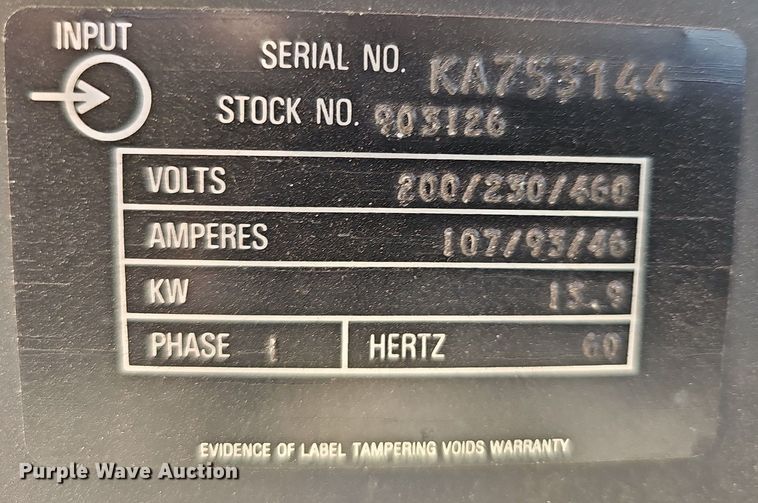 INPUT
SERIAL NO. KA753144
STOCK NO. 903126
VOLTS 200/230/460
AMPERES 107/93/46
KW 13.9
PHASE 1 HERTZ 60
EVIDENCE OF LABEL TAMPERING VOIDS WARRANTY
Purple Wave Auction